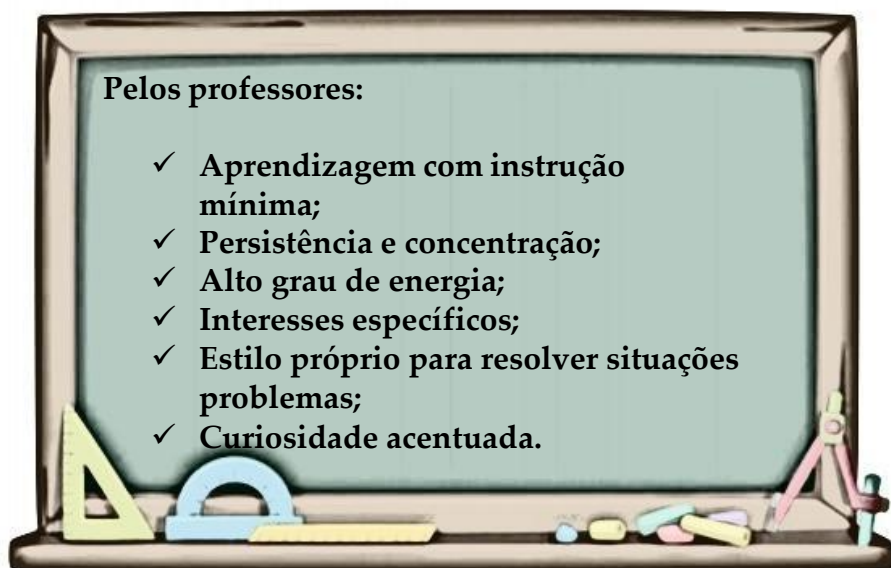 Pelos professores:
✓ Aprendizagem com instrução
mínima;
✓ Persistência e concentração;
✓ Alto grau de energia;
✓ Interesses específicos;
✓ Estilo próprio para resolver situações
problemas;
✓ Curiosidade acentuada.